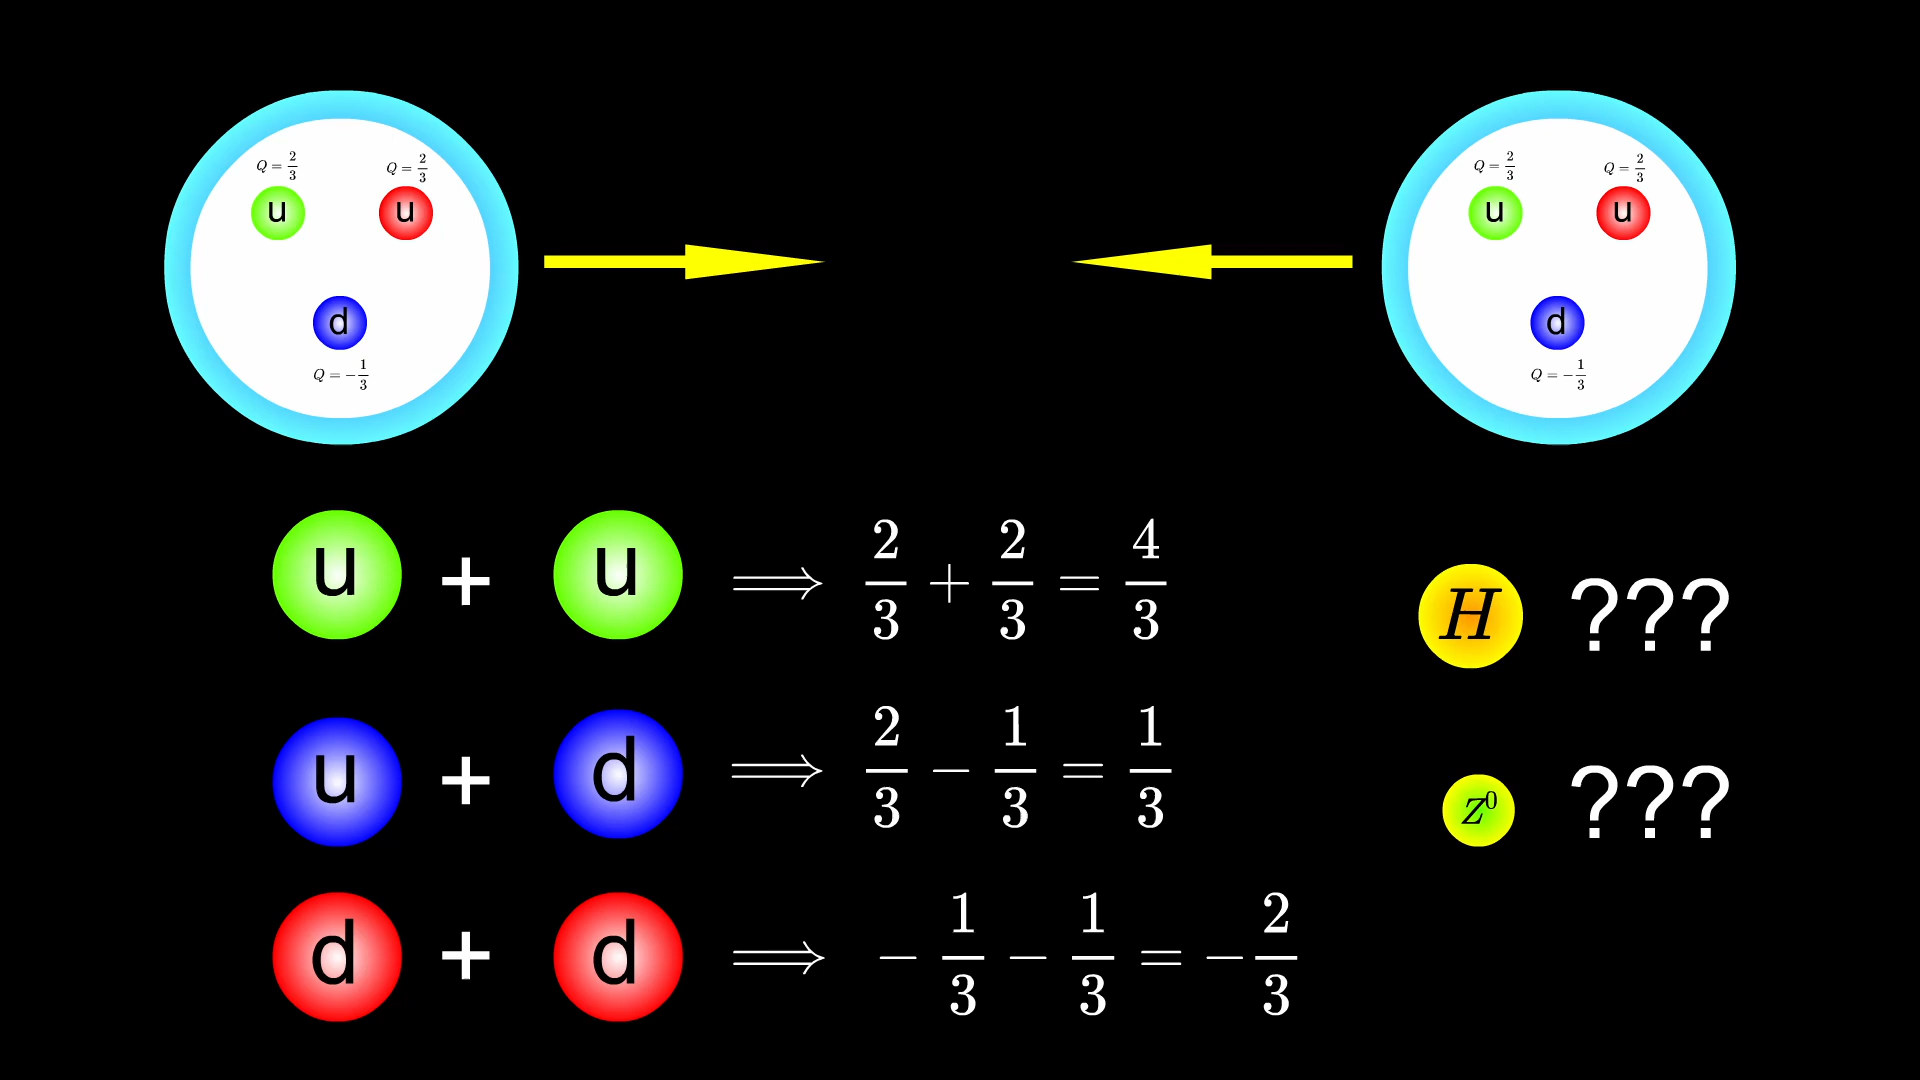 Q = 2/3 Q = 2/3
u u
d
Q = -1/3
Q = 2/3 Q = 2/3
u u
d
Q = -1/3
u + u ⟹ 2/3 + 2/3 = 4/3
u + d ⟹ 2/3 - 1/3 = 1/3
d + d ⟹ -1/3 - 1/3 = -2/3
H ???
Z⁰ ???